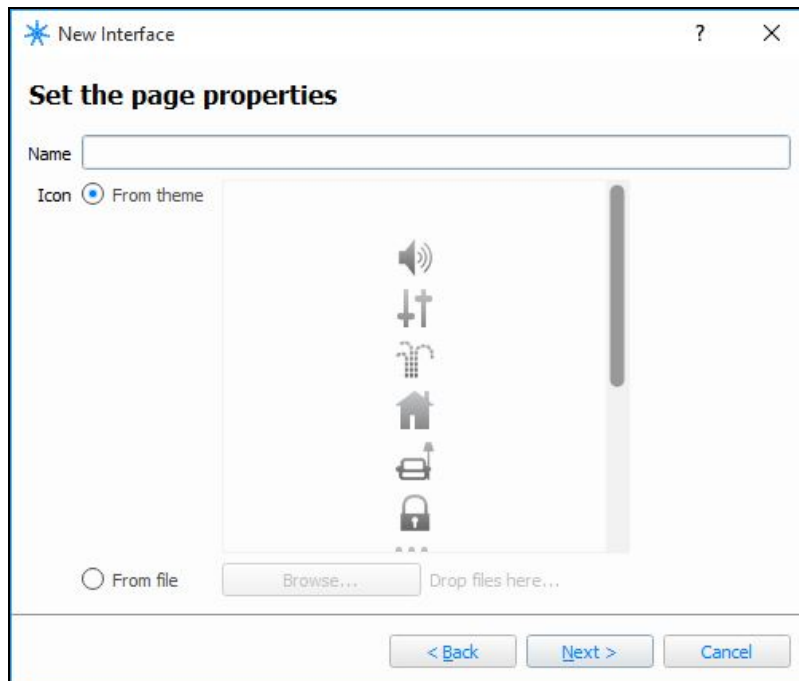 New Interface ?
Set the page properties
Name
Icon From theme
From file Browse... Drop files here...
< Back Next > Cancel